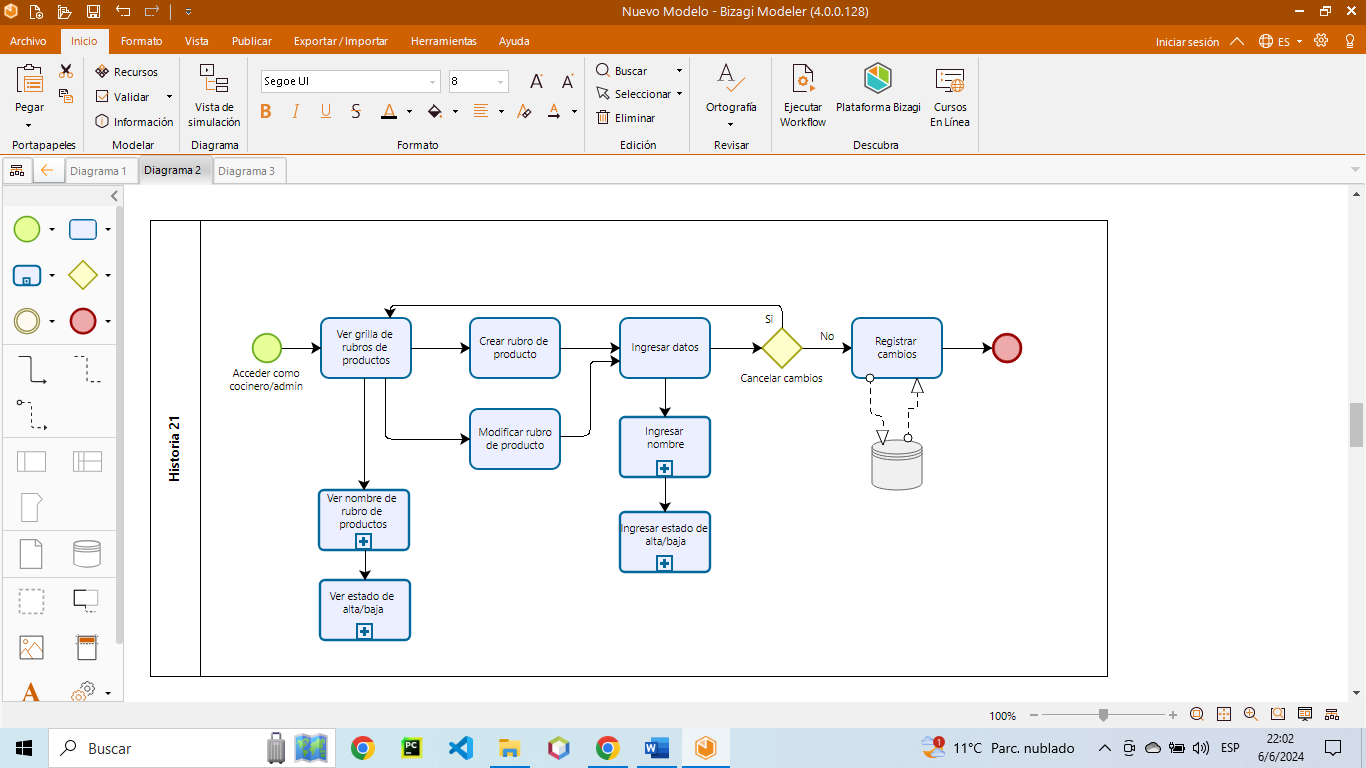 Nuevo Modelo - Bizagi Modeler (4.0.0.128)
Archivo
Inicio
Formato
Vista
Publicar
Exportar / Importar
Herramientas
Ayuda
Iniciar sesión
ES
Pegar
Portapapeles
Recursos
Validar
Información
Modelar
Vista de
simulación
Diagrama
Segoe UI
8
B I U S A
Formato
Buscar
Seleccionar
Eliminar
Edición
Ortografía
Revisar
Ejecutar
Workflow
Plataforma Bizagi
Cursos
En Línea
Descubra
Diagrama 1
Diagrama 2
Diagrama 3
Historia 21
Acceder como
cocinero/admin
Ver grilla de
rubros de
productos
Crear rubro de
producto
Modificar rubro
de producto
Ingresar datos
Si
No
Cancelar cambios
Registrar
cambios
Ingresar
nombre
Ingresar estado de
alta/baja
Ver nombre de
rubro de
productos
Ver estado de
alta/baja
100%
Buscar
PC
W
1
11°C Parc. nublado
ESP
22:02
6/6/2024